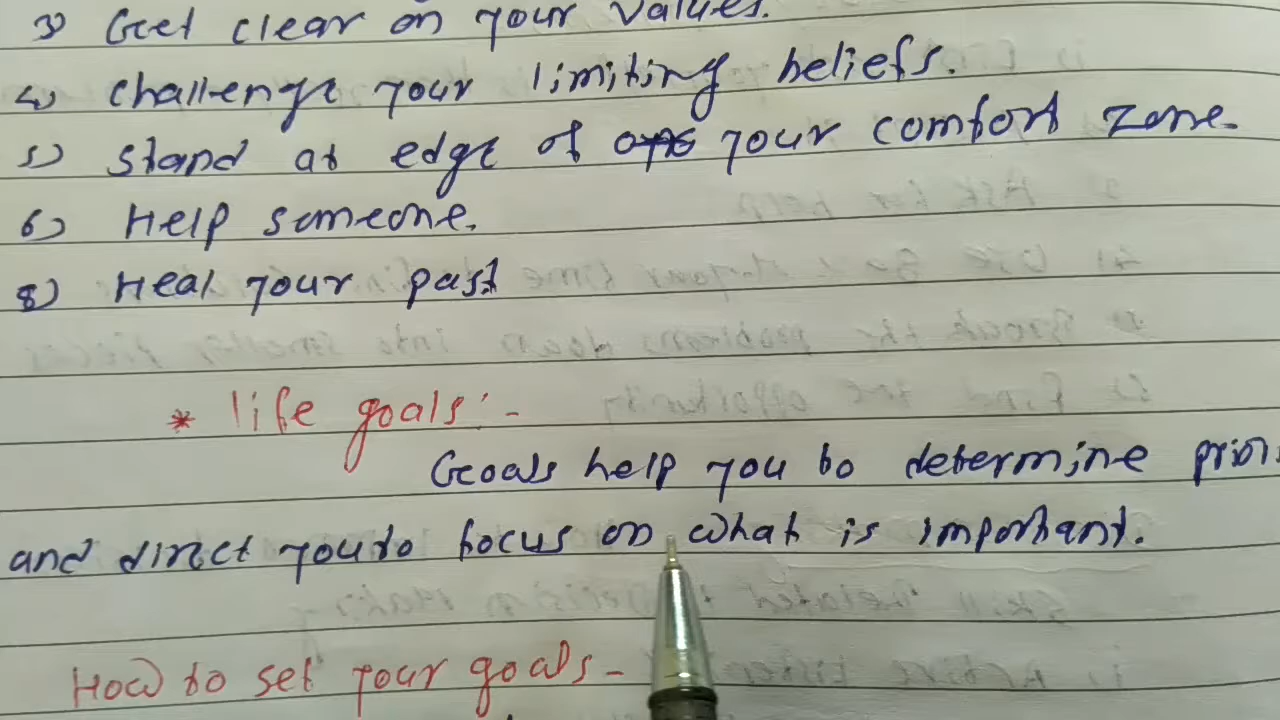 3) Get clear on your values.
4) challenge your limiting beliefs.
5) stand at edge of your comfort zone.
6) Help someone.
8) Heal your past
* life goals:-
Goals help you to determine
and direct you to focus on what is important.
How to set your goals-